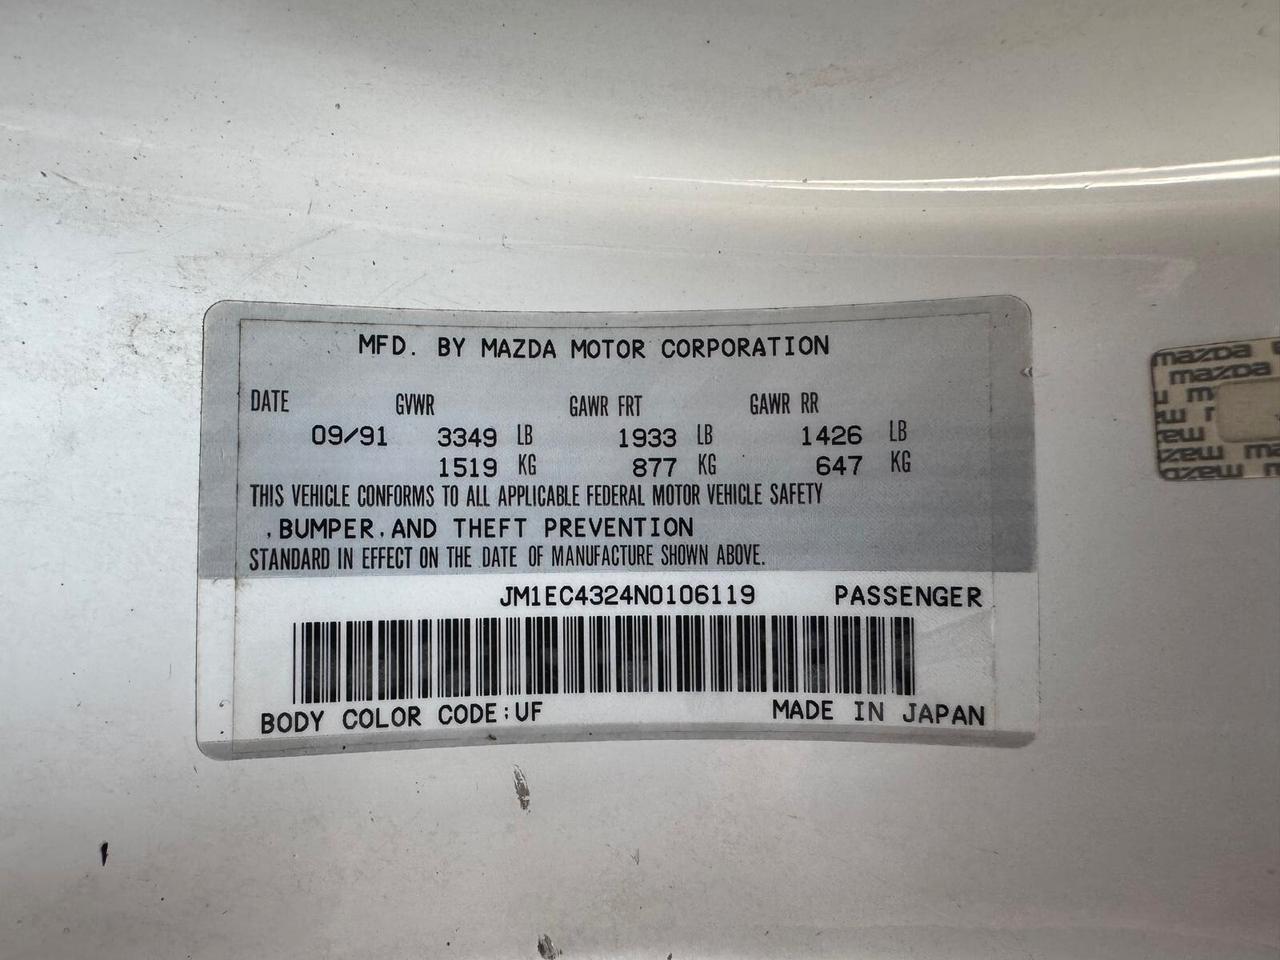 MFD. BY MAZDA MOTOR CORPORATION
DATE GVWR GAWR FRT GAWR RR
09/91 3349 LB 1933 LB 1426 LB
1519 KG 877 KG 647 KG
THIS VEHICLE CONFORMS TO ALL APPLICABLE FEDERAL MOTOR VEHICLE SAFETY
,BUMPER,AND THEFT PREVENTION
STANDARD IN EFFECT ON THE DATE OF MANUFACTURE SHOWN ABOVE.
JM1EC4324N0106119 PASSENGER
BODY COLOR CODE:UF MADE IN JAPAN
mazda
mazda